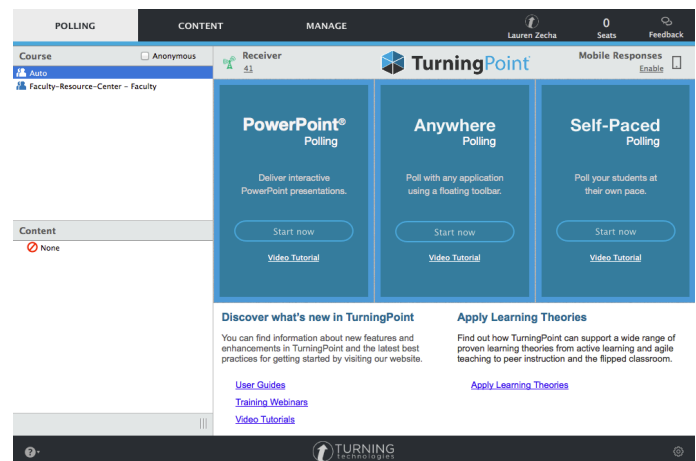 POLLING
CONTENT
MANAGE
Lauren Zecha
0
Seats
Feedback
Course
Anonymous
Auto
Faculty-Resource-Center - Faculty
Receiver
41
TurningPoint
Mobile Responses
Enable
PowerPoint®
Polling
Deliver interactive
PowerPoint presentations.
Start now
Video Tutorial
Anywhere
Polling
Poll with any application
using a floating toolbar.
Start now
Video Tutorial
Self-Paced
Polling
Poll your students at
their own pace.
Start now
Video Tutorial
Content
None
Discover what's new in TurningPoint
You can find information about new features and
enhancements in TurningPoint and the latest best
practices for getting started by visiting our website.
User Guides
Training Webinars
Video Tutorials
Apply Learning Theories
Find out how TurningPoint can support a wide range of
proven learning theories from active learning and agile
teaching to peer instruction and the flipped classroom.
Apply Learning Theories
?
TURNING
technologies